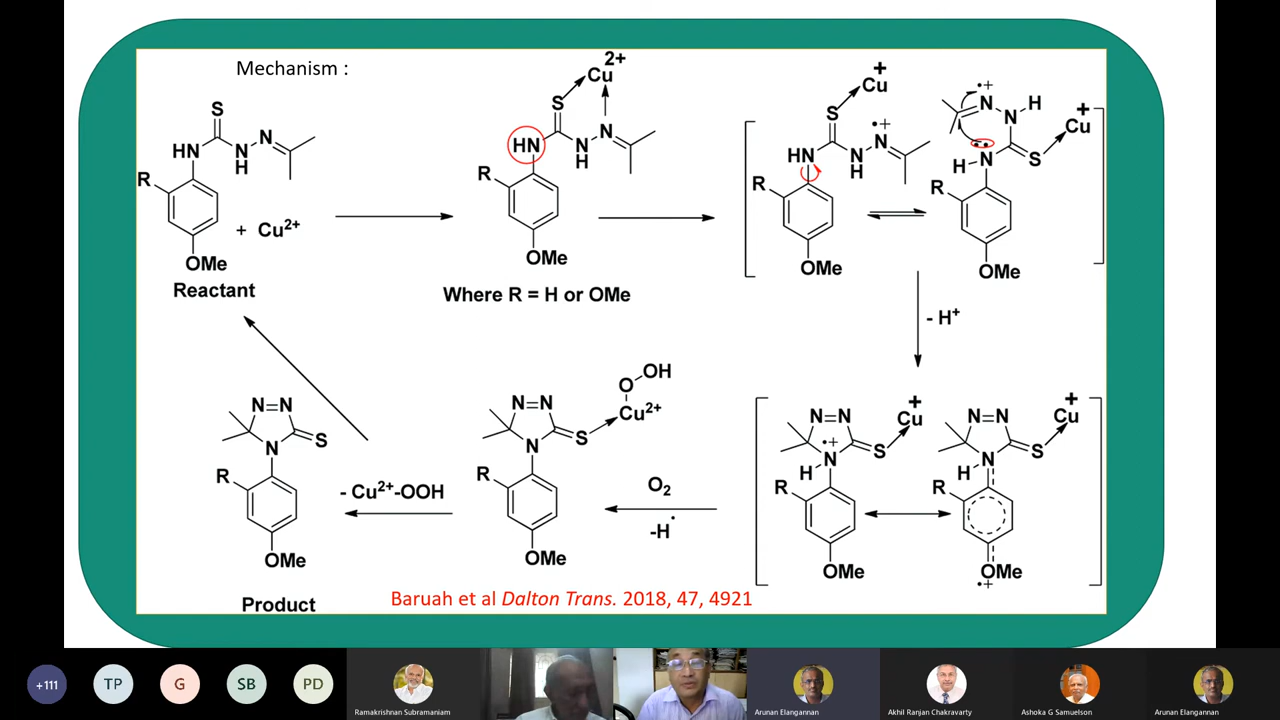 Mechanism :
S
HN
N
H
N
R
OMe
+ Cu2+
Reactant
Cu
2+
S
HN
N
H
N
R
OMe
Where R = H or OMe
+
Cu
S
HN
N
H
•+
N
R
OMe
•+
N
N
H
••
H
N
S
+
Cu
R
OMe
- H+
N=N
•+
H
N
S
+
Cu
R
OMe
N=N
H
N
S
+
Cu
R
OMe
•+
O2
-H•
N=N
N
S
Cu2+
O
OH
R
OMe
- Cu2+-OOH
N=N
N
S
R
OMe
Product
Baruah et al Dalton Trans. 2018, 47, 4921
+111
TP
G
SB
PD
Ramakrishnan Subramaniam
Arunan Elangannan
Akhil Ranjan Chakravarty
Ashoka G Samuelson
Arunan Elangannan